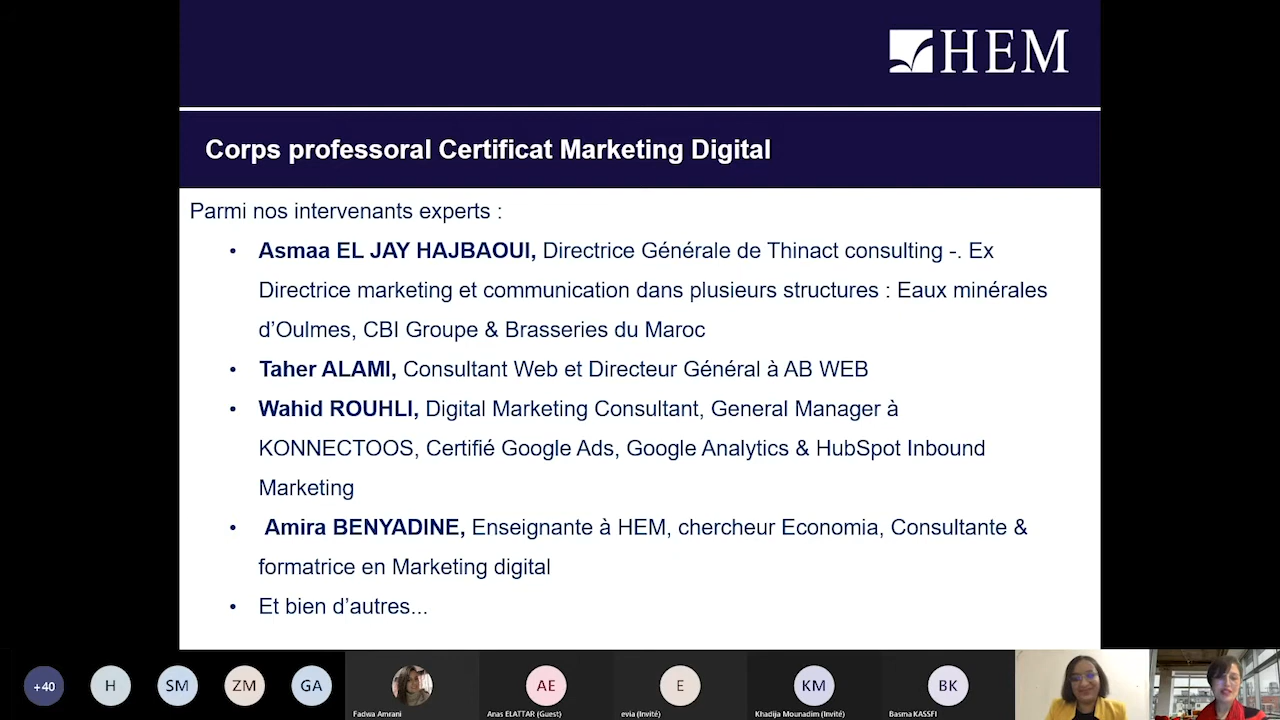 HEM
Corps professoral Certificat Marketing Digital
Parmi nos intervenants experts :
• Asmaa EL JAY HAJBAOUI, Directrice Générale de Thinact consulting -. Ex
Directrice marketing et communication dans plusieurs structures : Eaux minérales
d’Oulmes, CBI Groupe & Brasseries du Maroc
• Taher ALAMI, Consultant Web et Directeur Général à AB WEB
• Wahid ROUHLI, Digital Marketing Consultant, General Manager à
KONNECTOOS, Certifié Google Ads, Google Analytics & HubSpot Inbound
Marketing
• Amira BENYADINE, Enseignante à HEM, chercheur Economia, Consultante &
formatrice en Marketing digital
• Et bien d’autres...
+40 H SM ZM GA AE E KM BK
Fadwa Amrani Anas ELATTAR (Guest) evia (Invité) Khadija Mounadim (Invité) Basma KASSFI